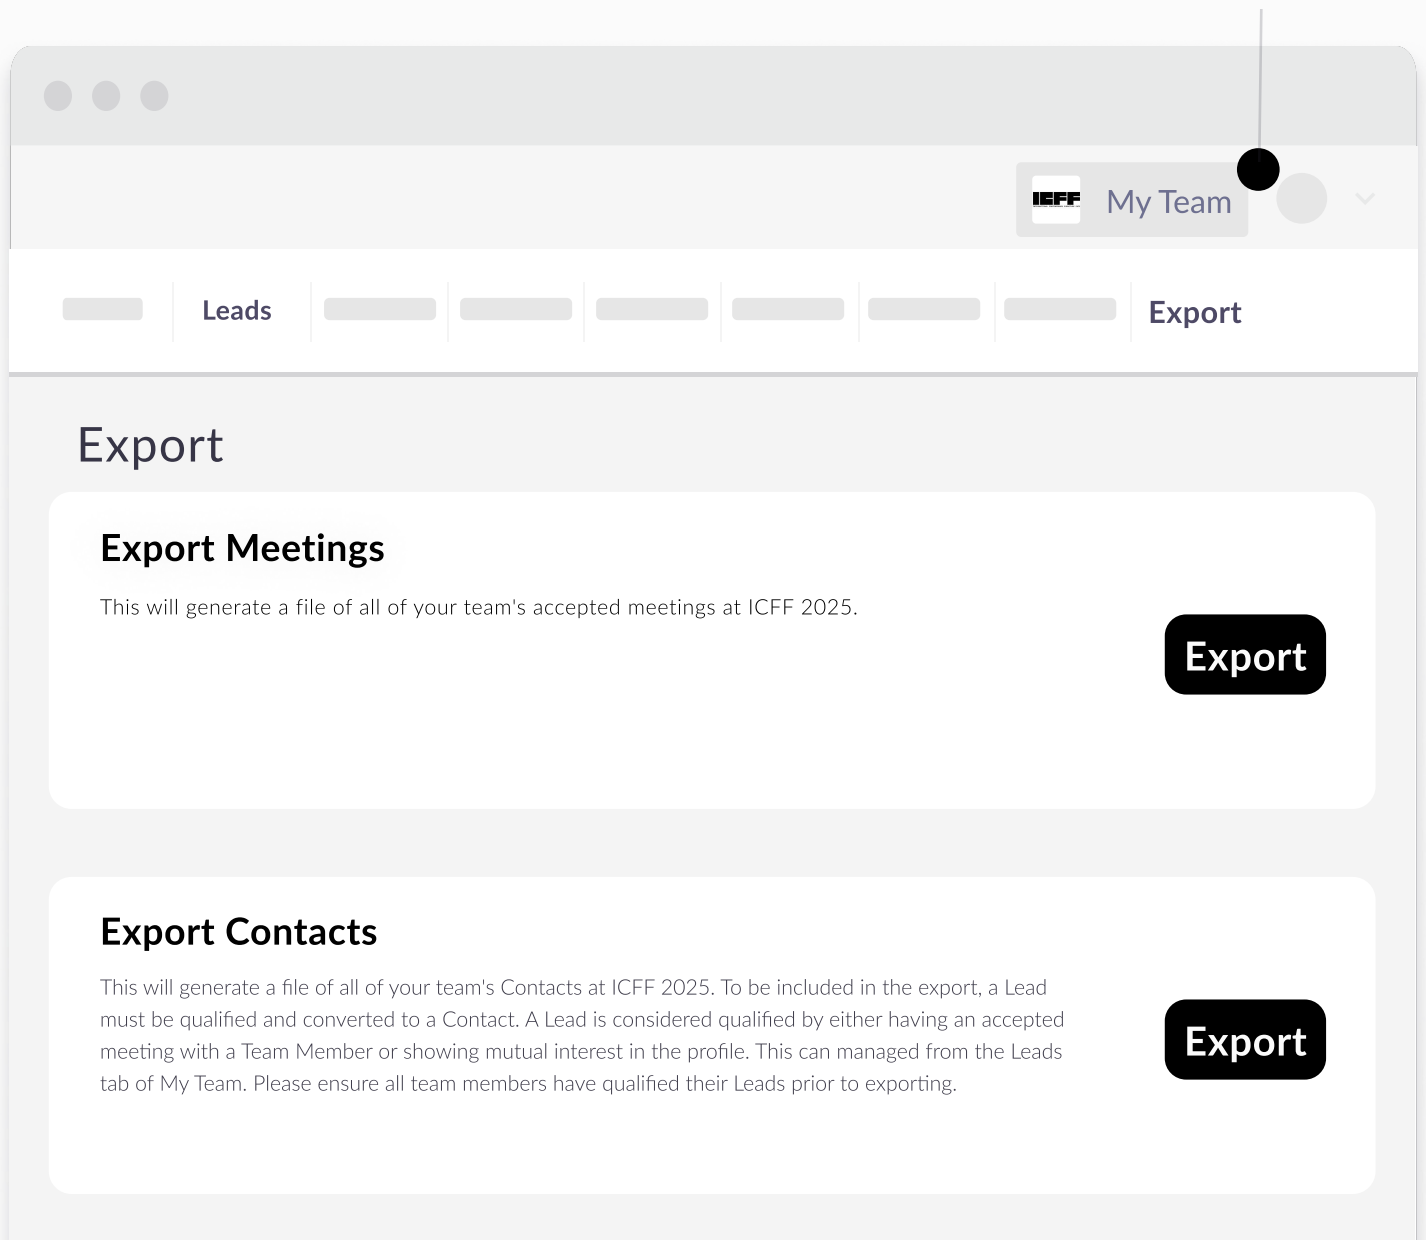 ICFF
My Team
Leads
Export
Export
Export Meetings
This will generate a file of all of your team's accepted meetings at ICFF 2025.
Export
Export Contacts
This will generate a file of all of your team's Contacts at ICFF 2025. To be included in the export, a Lead
must be qualified and converted to a Contact. A Lead is considered qualified by either having an accepted
meeting with a Team Member or showing mutual interest in the profile. This can managed from the Leads
tab of My Team. Please ensure all team members have qualified their Leads prior to exporting.
Export